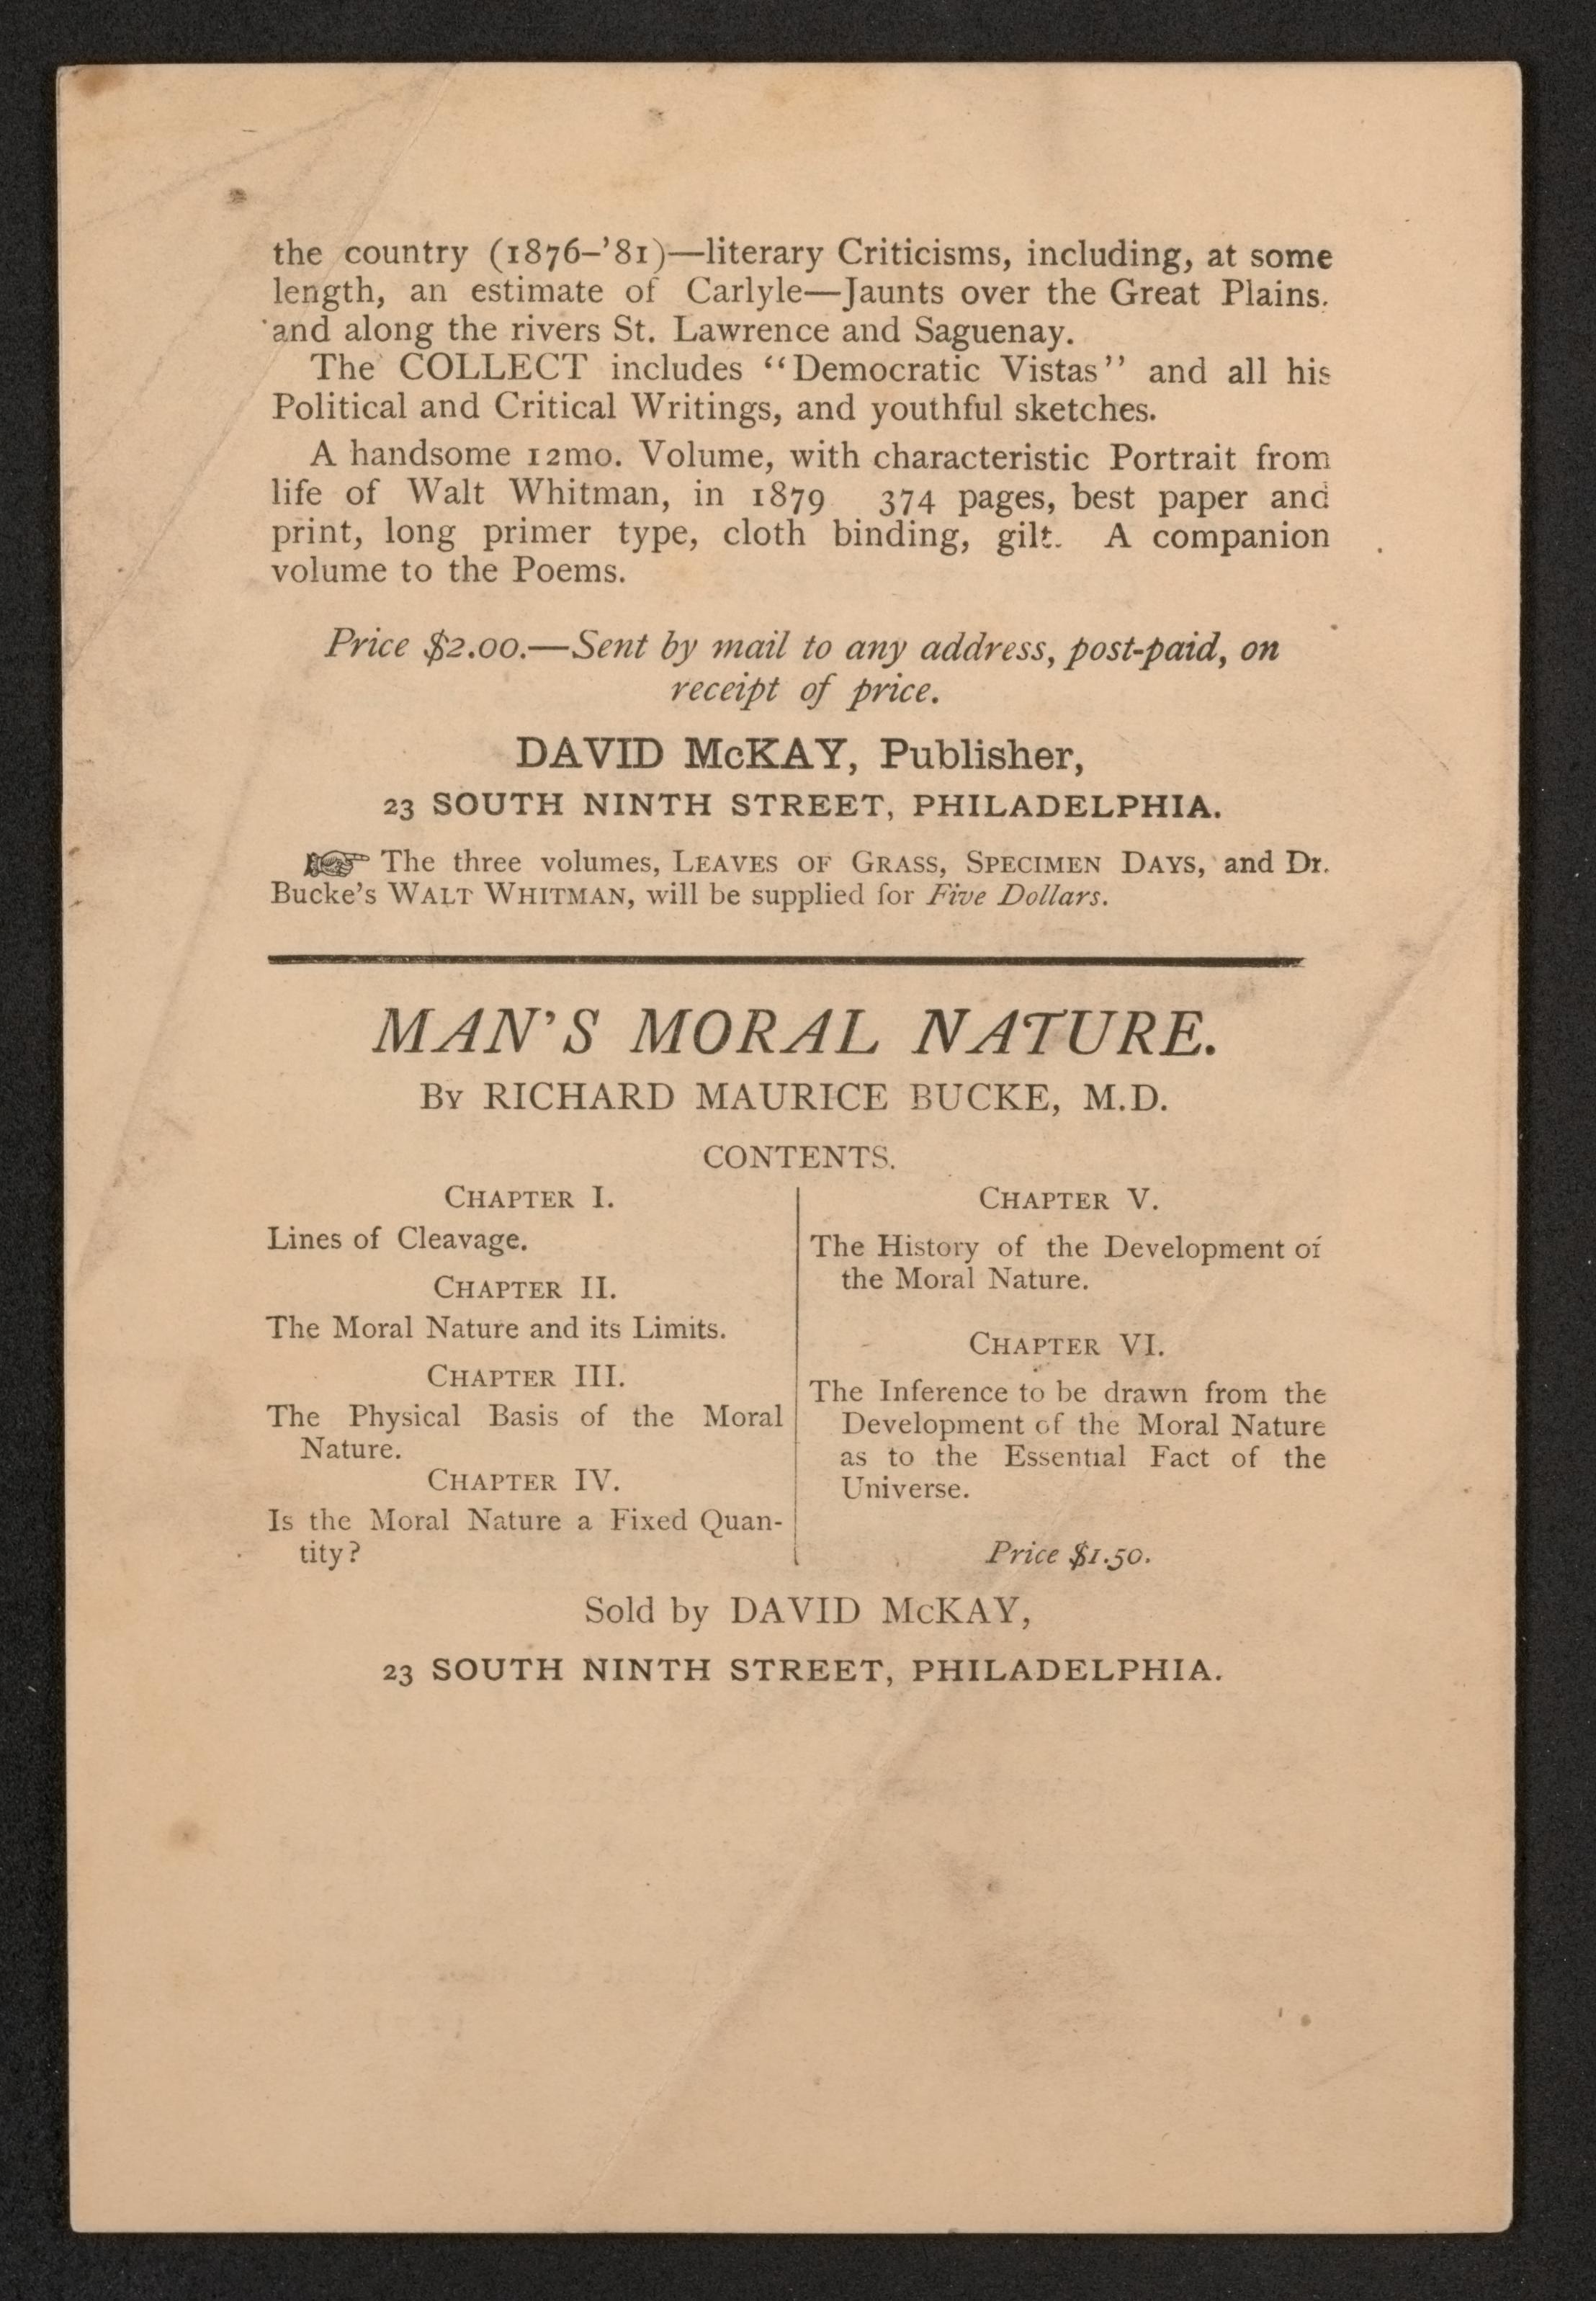 the country (1876–'81)—literary Criticisms, including, at some
length, an estimate of Carlyle—Jaunts over the Great Plains.
and along the rivers St. Lawrence and Saguenay.
The COLLECT includes “Democratic Vistas” and all his
Political and Critical Writings, and youthful sketches.
A handsome 12mo. Volume, with characteristic Portrait from
life of Walt Whitman, in 1879 374 pages, best paper and
print, long primer type, cloth binding, gilt. A companion
volume to the Poems.
Price $2.00.—Sent by mail to any address, post-paid, on
receipt of price.
DAVID McKAY, Publisher,
23 SOUTH NINTH STREET, PHILADELPHIA.
☞ The three volumes, LEAVES OF GRASS, SPECIMEN DAYS, and Dr.
Bucke's WALT WHITMAN, will be supplied for Five Dollars.
MAN'S MORAL NATURE.
By RICHARD MAURICE BUCKE, M.D.
CONTENTS.
CHAPTER I.
Lines of Cleavage.
CHAPTER II.
The Moral Nature and its Limits.
CHAPTER III.
The Physical Basis of the Moral
Nature.
CHAPTER IV.
Is the Moral Nature a Fixed Quan-
tity?
CHAPTER V.
The History of the Development of
the Moral Nature.
CHAPTER VI.
The Inference to be drawn from the
Development of the Moral Nature
as to the Essential Fact of the
Universe.
Price $1.50.
Sold by DAVID McKAY,
23 SOUTH NINTH STREET, PHILADELPHIA.